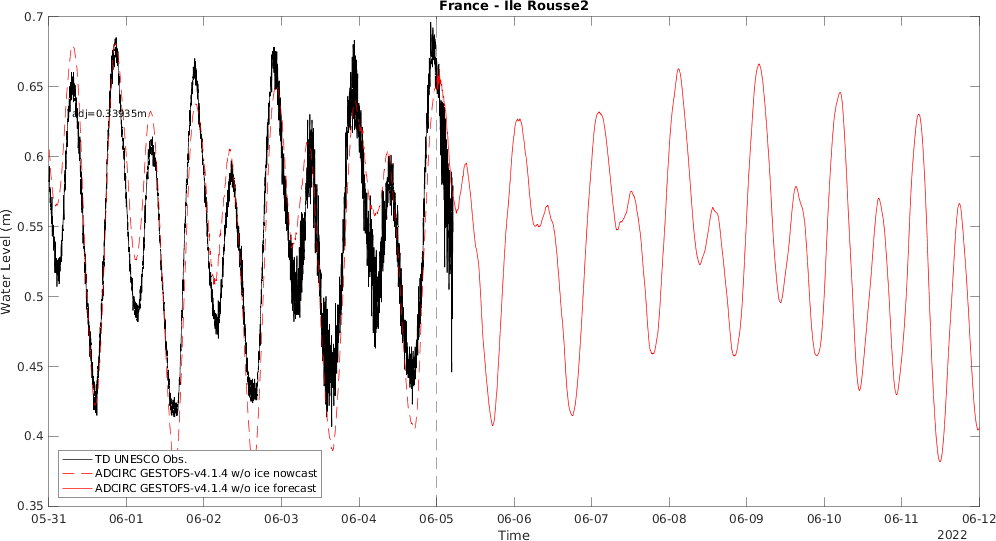 France - Ile Rousse2
0.7
0.65
0.6
0.55
0.5
0.45
0.4
0.35
Water Level (m)
adj=0.33935m
TD UNESCO Obs.
ADCIRC GESTOFS-v4.1.4 w/o ice nowcast
ADCIRC GESTOFS-v4.1.4 w/o ice forecast
05-31 06-01 06-02 06-03 06-04 06-05 06-06 06-07 06-08 06-09 06-10 06-11 06-12
Time
2022